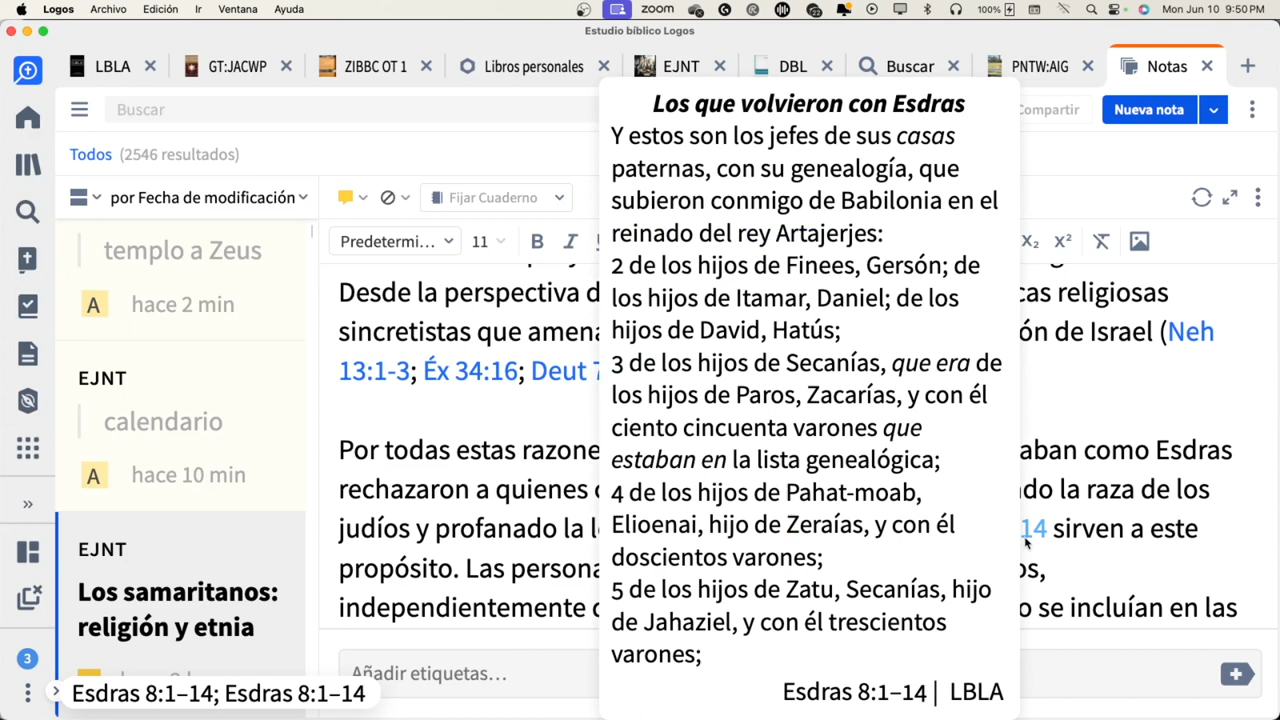 Logos Archivo Edición Ir Ventana Ayuda zoom 100% Mon Jun 10 9:50 PM
Estudio bíblico Logos
LBLA GT:JACWP ZIBBC OT 1 Libros personales EJNT DBL Buscar PNTW:AIG Notas
Buscar Compartir Nueva nota
Todos (2546 resultados)
por Fecha de modificación Fijar Cuaderno
Predetermi... 11 B I X₂ X²
templo a Zeus
A hace 2 min
EJNT
calendario
A hace 10 min
EJNT
Los samaritanos:
religión y etnia
3
Esdras 8:1–14; Esdras 8:1–14
Desde la perspectiva d
cas religiosas
sincretistas que amena
ón de Israel (Neh
13:1-3; Éx 34:16; Deut 7
Por todas estas razone
aban como Esdras
rechazaron a quienes
do la raza de los
judíos y profanado la l
14 sirven a este
propósito. Las persona
os,
independientemente
o se incluían en las
Añadir etiquetas...
Los que volvieron con Esdras
Y estos son los jefes de sus casas
paternas, con su genealogía, que
subieron conmigo de Babilonia en el
reinado del rey Artajerjes:
2 de los hijos de Finees, Gersón; de
los hijos de Itamar, Daniel; de los
hijos de David, Hatús;
3 de los hijos de Secanías, que era de
los hijos de Paros, Zacarías, y con él
ciento cincuenta varones que
estaban en la lista genealógica;
4 de los hijos de Pahat-moab,
Elioenai, hijo de Zeraías, y con él
doscientos varones;
5 de los hijos de Zatu, Secanías, hijo
de Jahaziel, y con él trescientos
varones;
Esdras 8:1–14 | LBLA